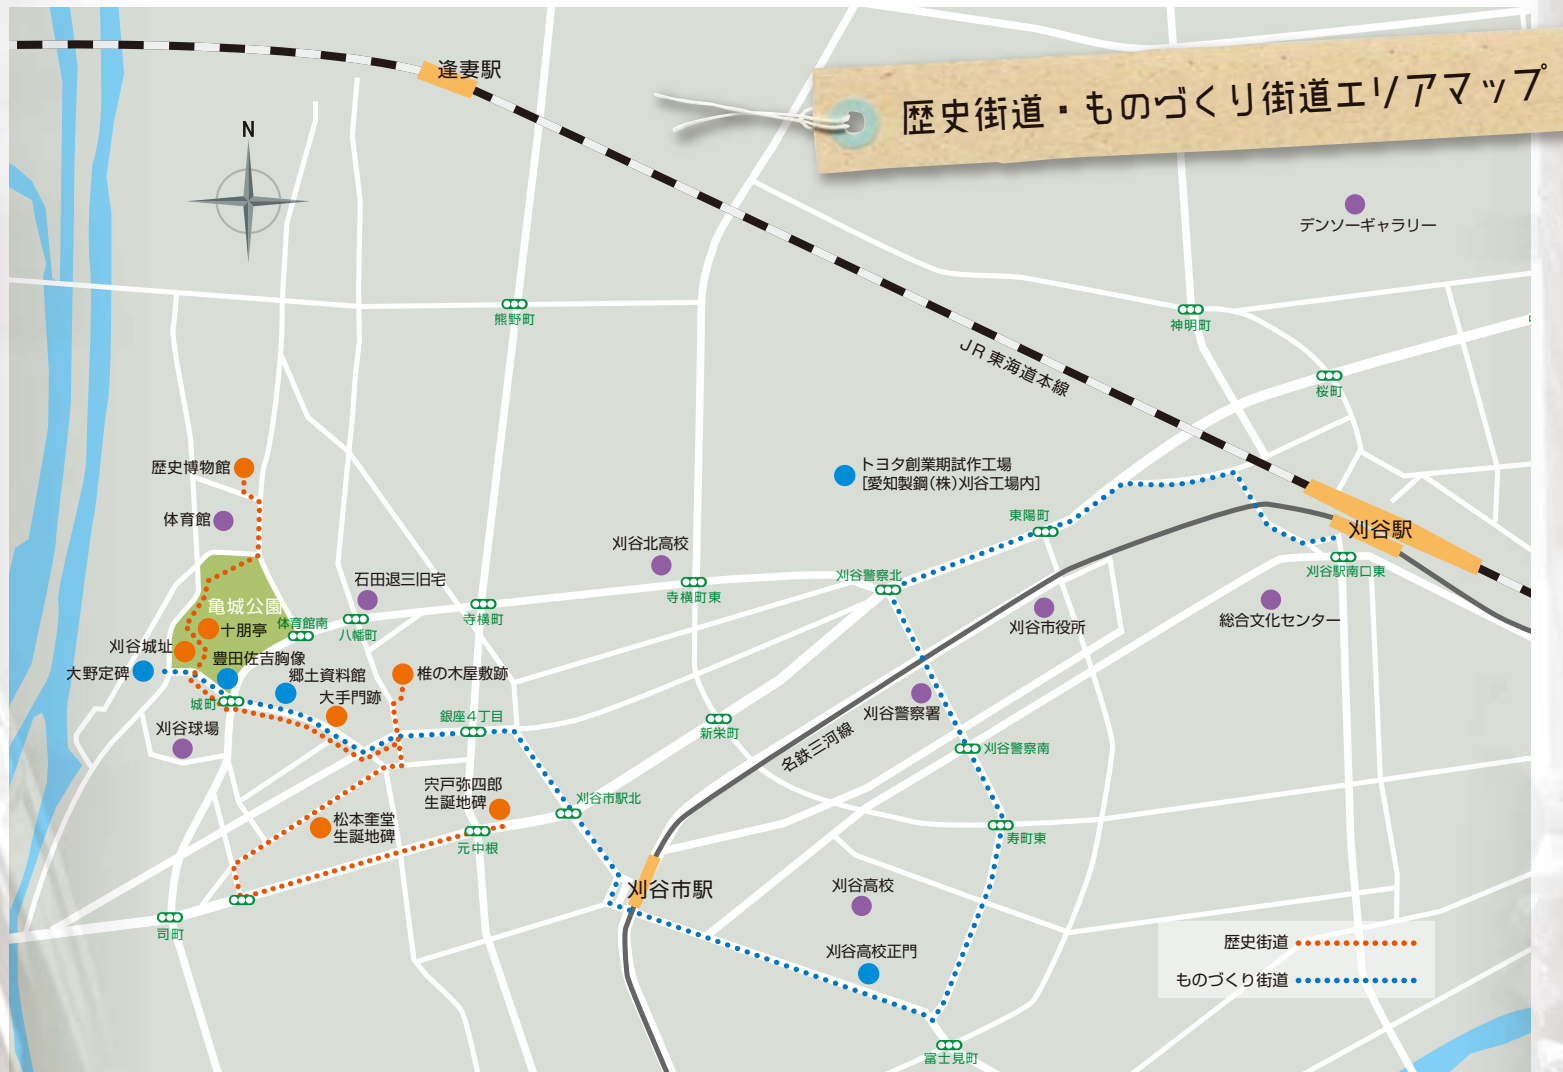 歴史街道・ものづくり街道エリアマップ
逢妻駅
N
デンソーギャラリー
熊野町
神明町
JR東海道本線
桜町
歴史博物館
トヨタ創業期試作工場
[愛知製鋼(株)刈谷工場内]
体育館
東陽町
刈谷駅
刈谷北高校
刈谷警察北
刈谷駅南口東
石田退三旧宅
寺横町東
亀城公園
体育館南
八幡町
寺横町
刈谷市役所
総合文化センター
十朋亭
刈谷城址
豊田佐吉胸像
大野定碑
郷土資料館
椎の木屋敷跡
城町
大手門跡
刈谷球場
銀座4丁目
新栄町
刈谷警察署
名鉄三河線
刈谷警察南
宍戸弥四郎
生誕地碑
刈谷市駅北
松本奎堂
生誕地碑
元中根
寿町東
刈谷市駅
刈谷高校
司町
刈谷高校正門
歴史街道
ものづくり街道
富士見町